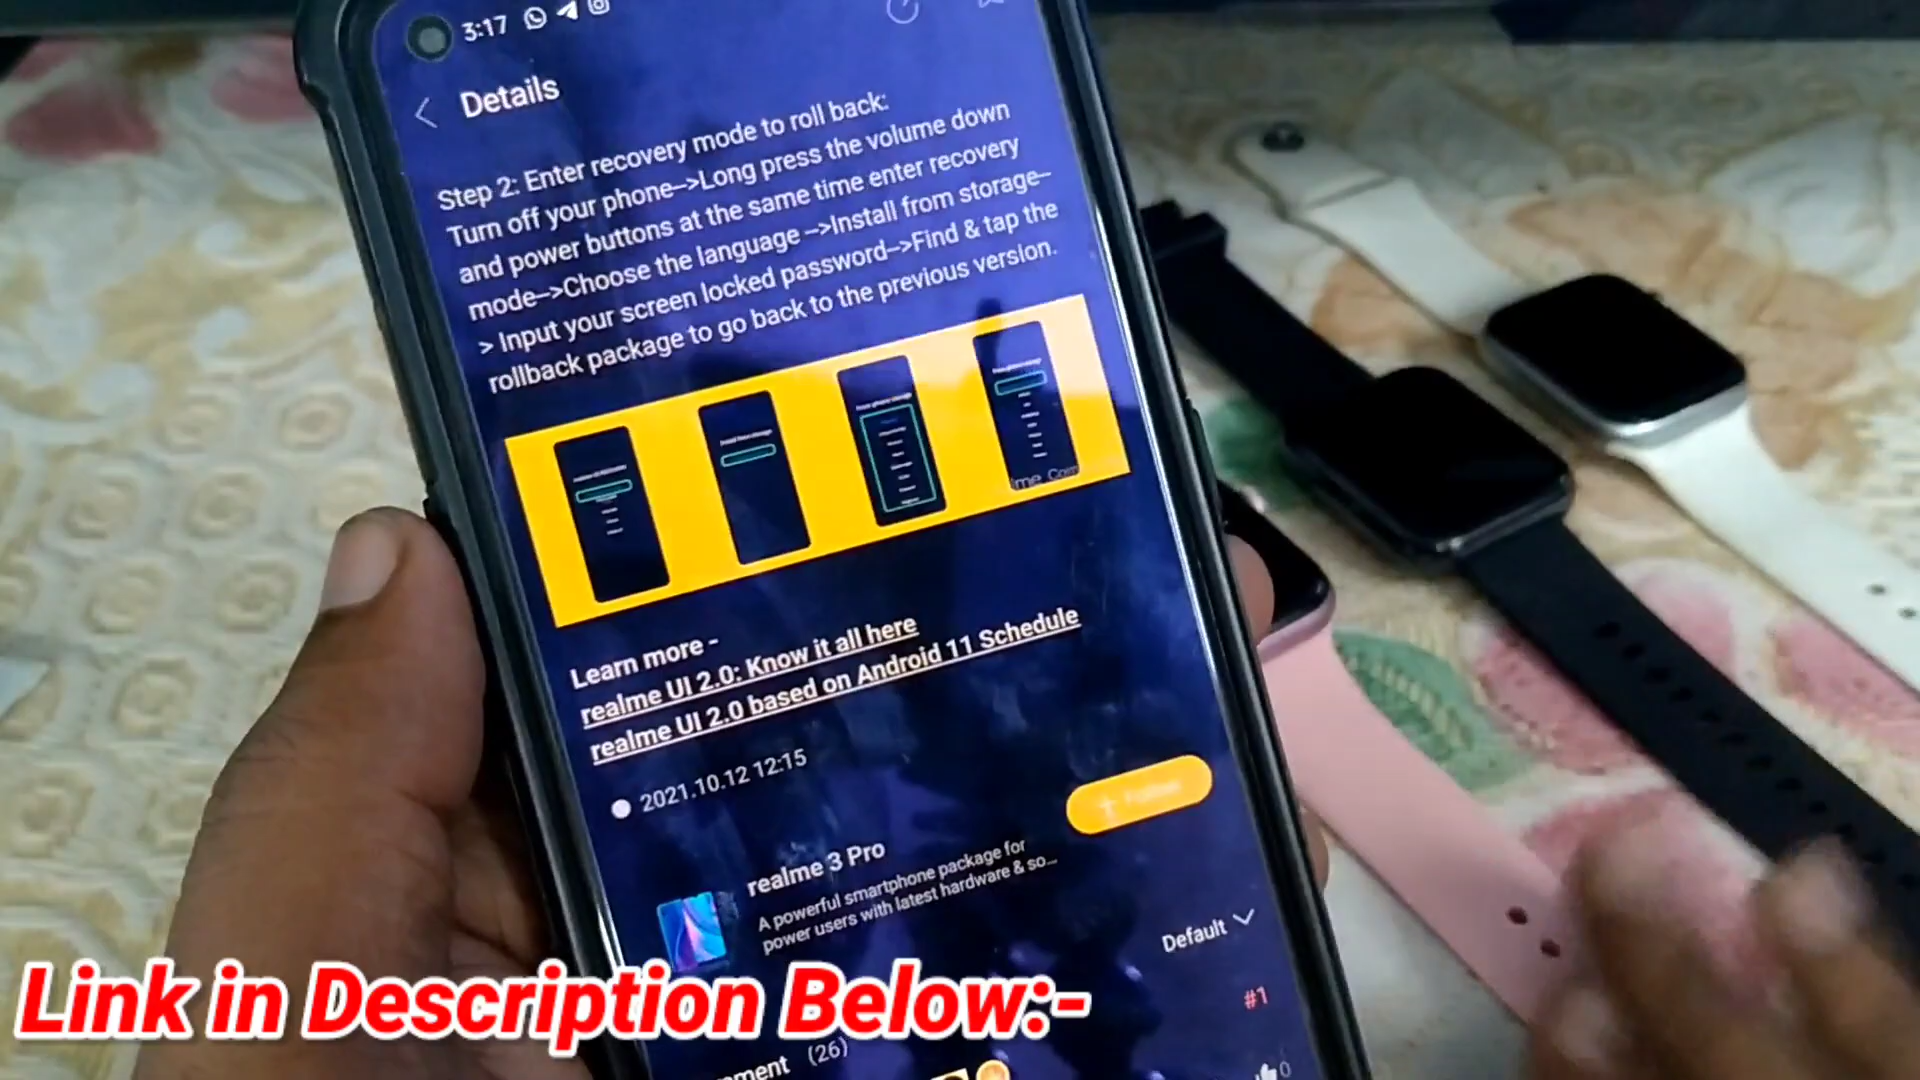 3:17
Details
Step 2: Enter recovery mode to roll back:
Turn off your phone-->Long press the volume down
and power buttons at the same time enter recovery
mode-->Choose the language -->Install from storage--
> Input your screen locked password-->Find & tap the
rollback package to go back to the previous version.
Learn more -
realme UI 2.0: Know it all here
realme UI 2.0 based on Android 11 Schedule
2021.10.12 12:15
realme 3 Pro
A powerful smartphone package for
power users with latest hardware & so...
Default
#1
(26)
0
Link in Description Below:-